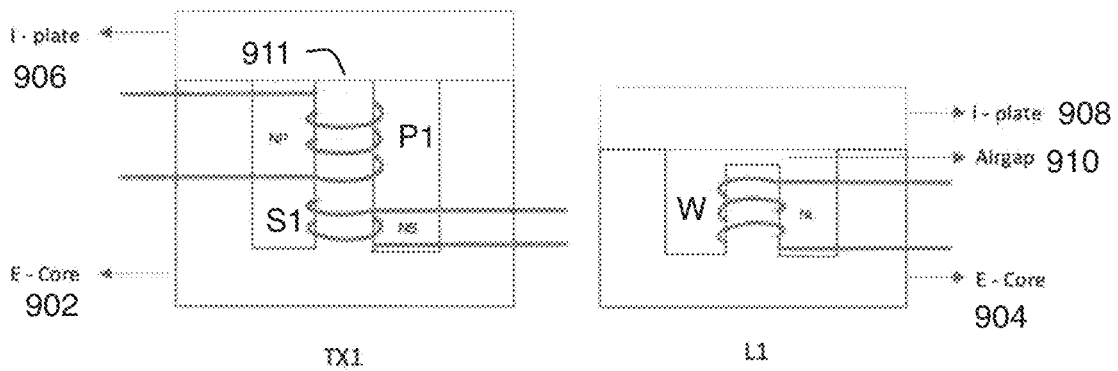 I - plate
906
911
NP
P1
S1
NS
E - Core
902
TX1
I - plate 908
Airgap 910
W
NL
E - Core
904
L1